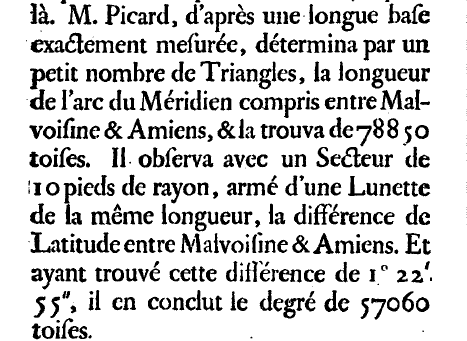 là. M. Picard, d'après une longue baſe
exactement meſurée, détermina par un
petit nombre de Triangles, la longueur
de l'arc du Méridien compris entre Mal-
voiſine & Amiens, & la trouva de 78850
toiſes. Il obſerva avec un Secteur de
10 pieds de rayon, armé d'une Lunette
de la même longueur, la différence de
Latitude entre Malvoiſine & Amiens. Et
ayant trouvé cette différence de 1° 22'.
55", il en conclut le degré de 57060
toiſes.